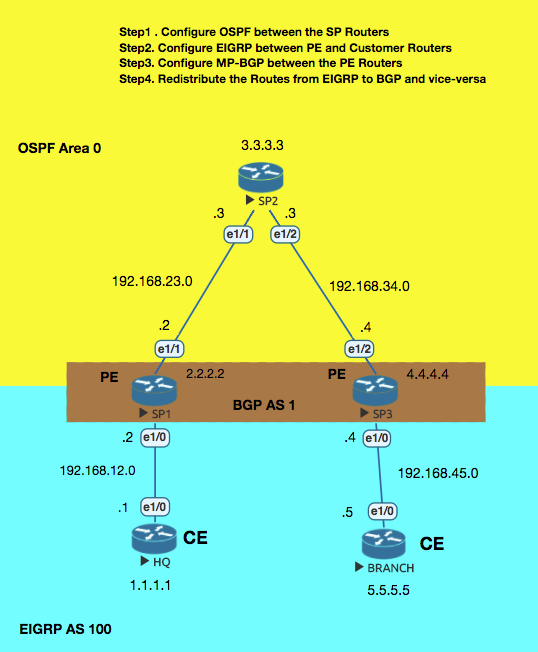 Step1 . Configure OSPF between the SP Routers
Step2. Configure EIGRP between PE and Customer Routers
Step3. Configure MP-BGP between the PE Routers
Step4. Redistribute the Routes from EIGRP to BGP and vice-versa
3.3.3.3
OSPF Area 0
SP2
.3
.3
e1/1
e1/2
192.168.23.0
192.168.34.0
.2
.4
e1/1
e1/2
PE
2.2.2.2
PE
4.4.4.4
BGP AS 1
SP1
SP3
.2
e1/0
.4
e1/0
192.168.12.0
192.168.45.0
.1
e1/0
.5
e1/0
CE
CE
HQ
BRANCH
1.1.1.1
5.5.5.5
EIGRP AS 100